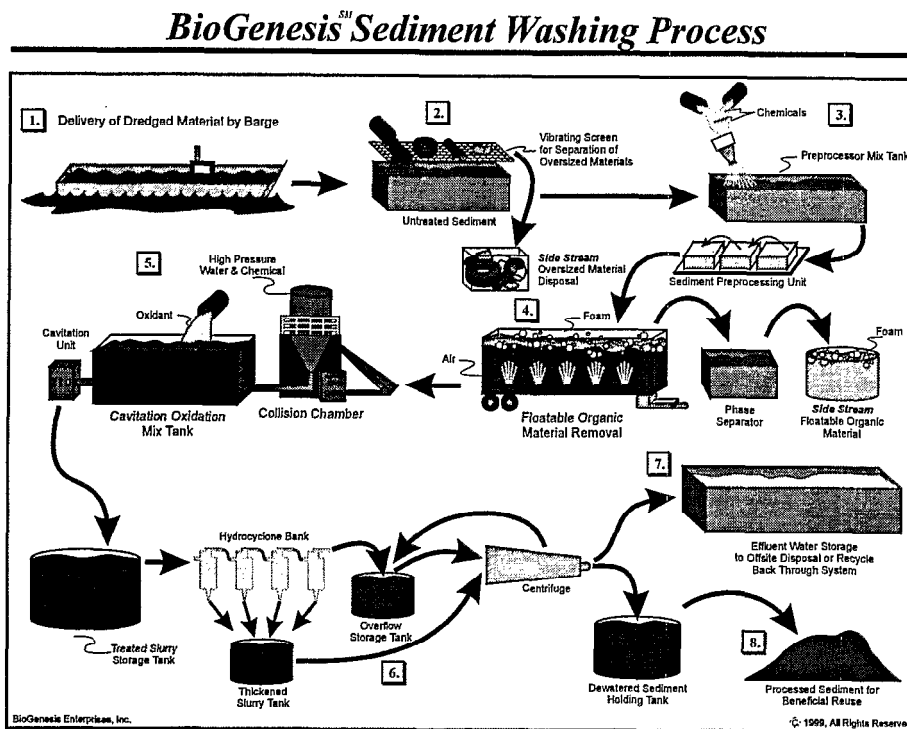 BioGenesis℠ Sediment Washing Process
1. Delivery of Dredged Material by Barge
2.
Vibrating Screen
for Separation of
Oversized Materials
Untreated Sediment
Side Stream
Oversized Material
Disposal
Chemicals
3.
Preprocessor Mix Tank
Sediment Preprocessing Unit
4.
Foam
Air
Floatable Organic
Material Removal
Phase
Separator
Foam
Side Stream
Floatable Organic
Material
5.
High Pressure
Water & Chemical
Oxidant
Cavitation
Unit
Cavitation Oxidation
Mix Tank
Collision Chamber
Treated Slurry
Storage Tank
Hydrocyclone Bank
Thickened
Slurry Tank
Overflow
Storage Tank
6.
Centrifuge
7.
Effluent Water Storage
to Offsite Disposal or Recycle
Back Through System
Dewatered Sediment
Holding Tank
8.
Processed Sediment for
Beneficial Reuse
BioGenesis Enterprises, Inc.
© 1999, All Rights Reserve